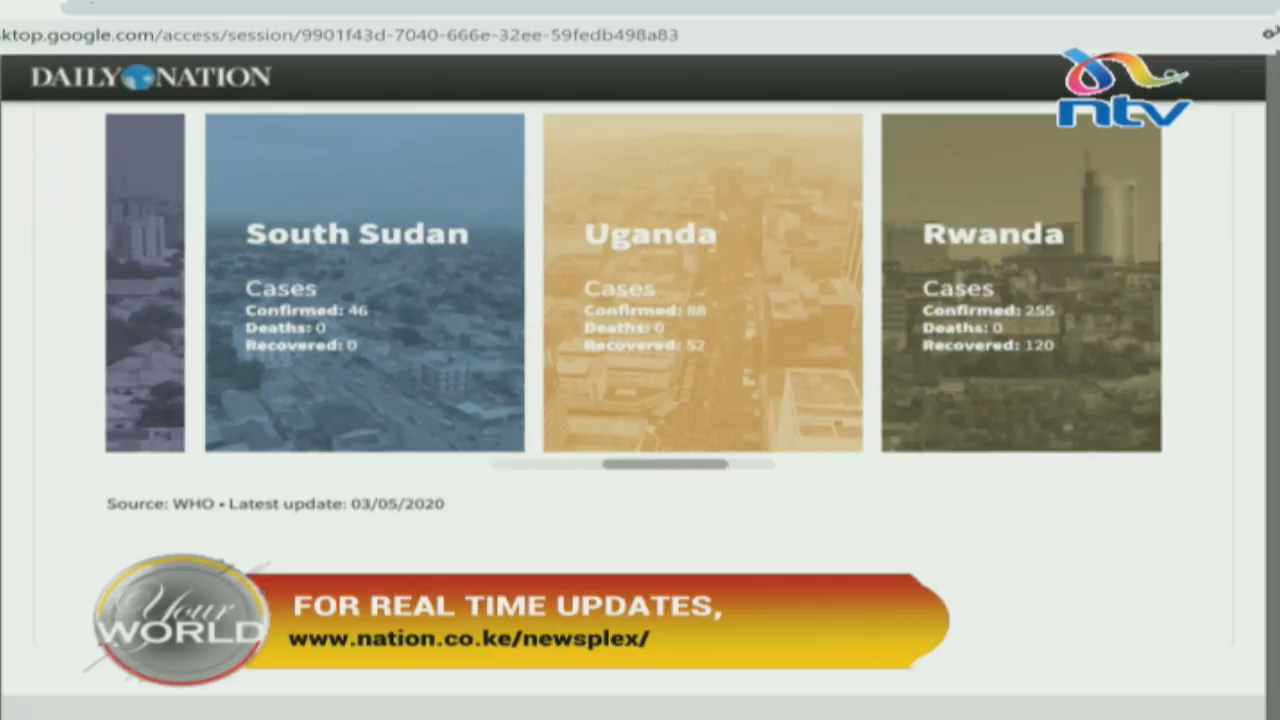 ktop.google.com/access/session/9901f43d-7040-666e-32ee-59fedb498a83
DAILY NATION
ntv
South Sudan
Cases
Confirmed: 46
Deaths: 0
Recovered: 0
Uganda
Cases
Confirmed: 88
Deaths: 0
Recovered: 52
Rwanda
Cases
Confirmed: 255
Deaths: 0
Recovered: 120
Source: WHO • Latest update: 03/05/2020
Your
WORLD
FOR REAL TIME UPDATES,
www.nation.co.ke/newsplex/